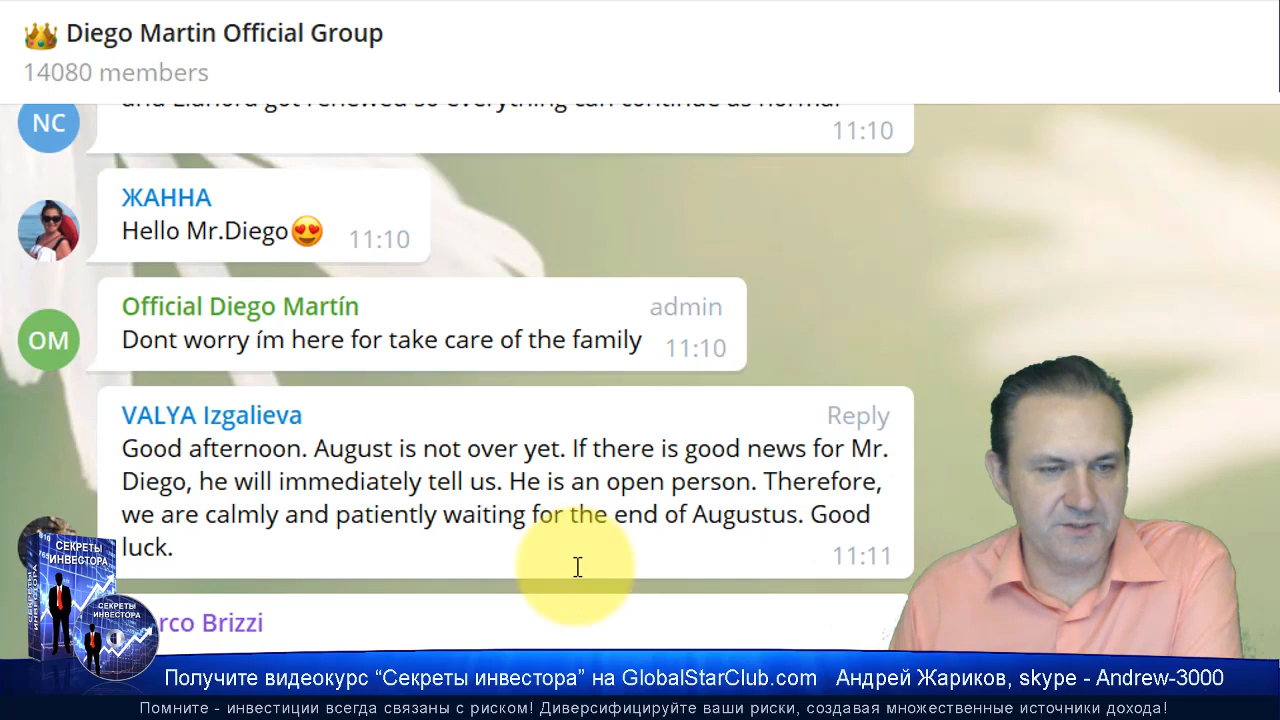 Diego Martin Official Group
14080 members
NC
11:10
ЖАННА
Hello Mr.Diego😍 11:10
Official Diego Martín admin
OM
Dont worry ím here for take care of the family 11:10
VALYA Izgalieva Reply
Good afternoon. August is not over yet. If there is good news for Mr.
Diego, he will immediately tell us. He is an open person. Therefore,
we are calmly and patiently waiting for the end of Augustus. Good
luck. 11:11
СЕКРЕТЫ
ИНВЕСТОРА
СЕКРЕТЫ
ИНВЕСТОРА
Brizzi
Получите видеокурс “Секреты инвестора” на GlobalStarClub.com Андрей Жариков, skype - Andrew-3000
Помните - инвестиции всегда связаны с риском! Диверсифицируйте ваши риски, создавая множественные источники дохода!